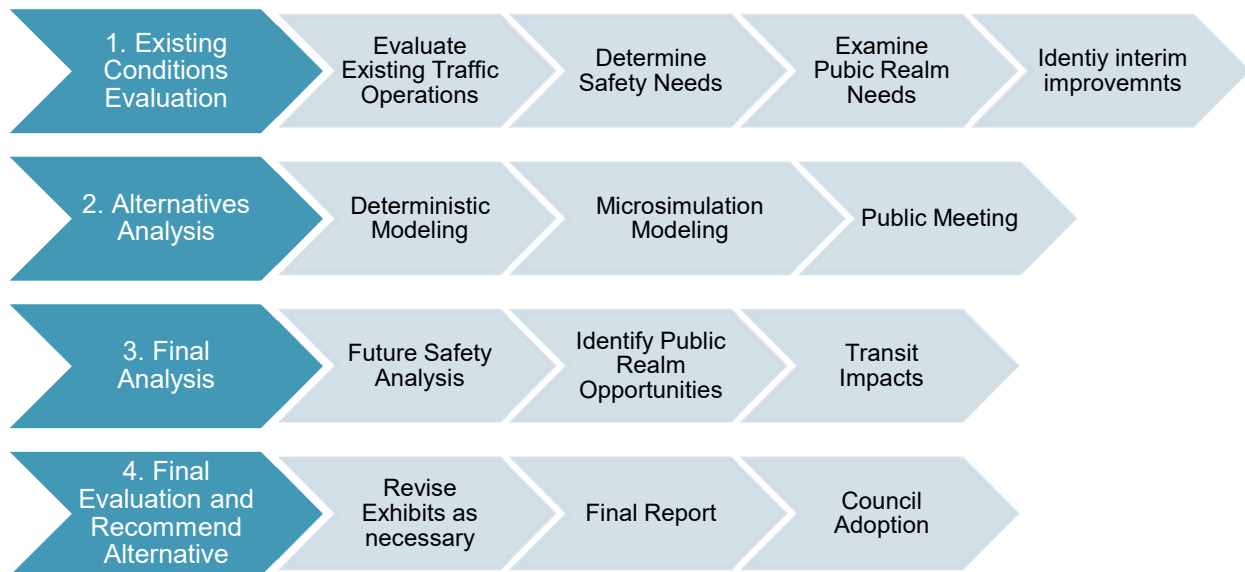 1. Existing
Conditions
Evaluation
Evaluate
Existing Traffic
Operations
Determine
Safety Needs
Examine
Pubic Realm
Needs
Identiy interim
improvemnts
2. Alternatives
Analysis
Deterministic
Modeling
Microsimulation
Modeling
Public Meeting
3. Final
Analysis
Future Safety
Analysis
Identify Public
Realm
Opportunities
Transit
Impacts
4. Final
Evaluation and
Recommend
Alternative
Revise
Exhibits as
necessary
Final Report
Council
Adoption